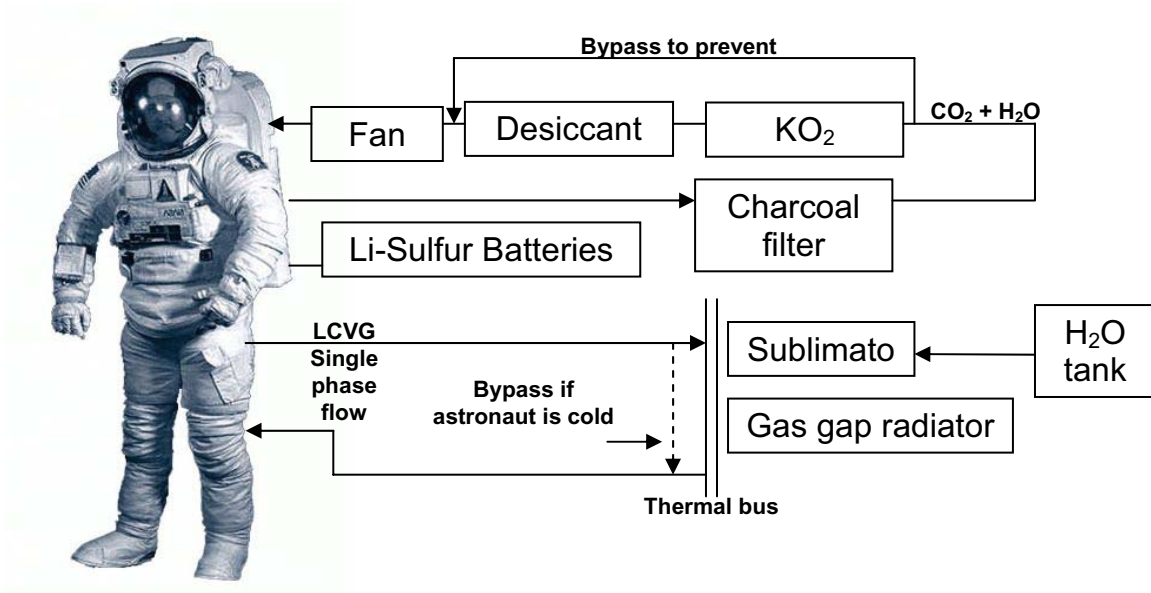 Bypass to prevent
Fan
Desiccant
KO₂
CO₂ + H₂O
Charcoal
filter
Li-Sulfur Batteries
LCVG
Single
phase
flow
Bypass if
astronaut is cold
Sublimato
H₂O
tank
Gas gap radiator
Thermal bus